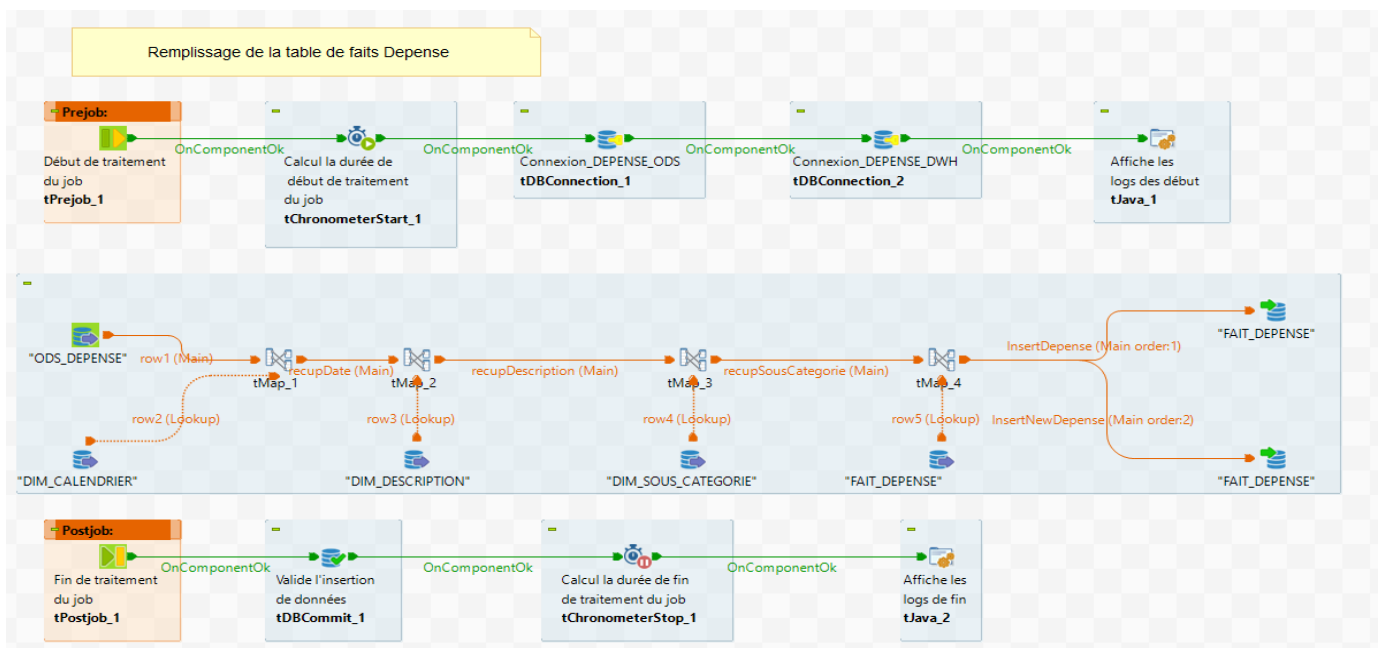 Remplissage de la table de faits Depense
Prejob:
OnComponentOk
OnComponentOk
OnComponentOk
OnComponentOk
Début de traitement
du job
tPrejob_1
Calcul la durée de
début de traitement
du job
tChronometerStart_1
Connexion_DEPENSE_ODS
tDBConnection_1
Connexion_DEPENSE_DWH
tDBConnection_2
Affiche les
logs des début
tJava_1
"ODS_DEPENSE"
row1 (Main)
tMap_1
recupDate (Main)
tMap_2
recupDescription (Main)
tMap_3
recupSousCategorie (Main)
tMap_4
InsertDepense (Main order:1)
"FAIT_DEPENSE"
row2 (Lookup)
row3 (Lookup)
row4 (Lookup)
row5 (Lookup)
InsertNewDepense (Main order:2)
"DIM_CALENDRIER"
"DIM_DESCRIPTION"
"DIM_SOUS_CATEGORIE"
"FAIT_DEPENSE"
"FAIT_DEPENSE"
Postjob:
OnComponentOk
OnComponentOk
OnComponentOk
Fin de traitement
du job
tPostjob_1
Valide l'insertion
de données
tDBCommit_1
Calcul la durée de fin
de traitement du job
tChronometerStop_1
Affiche les
logs de fin
tJava_2